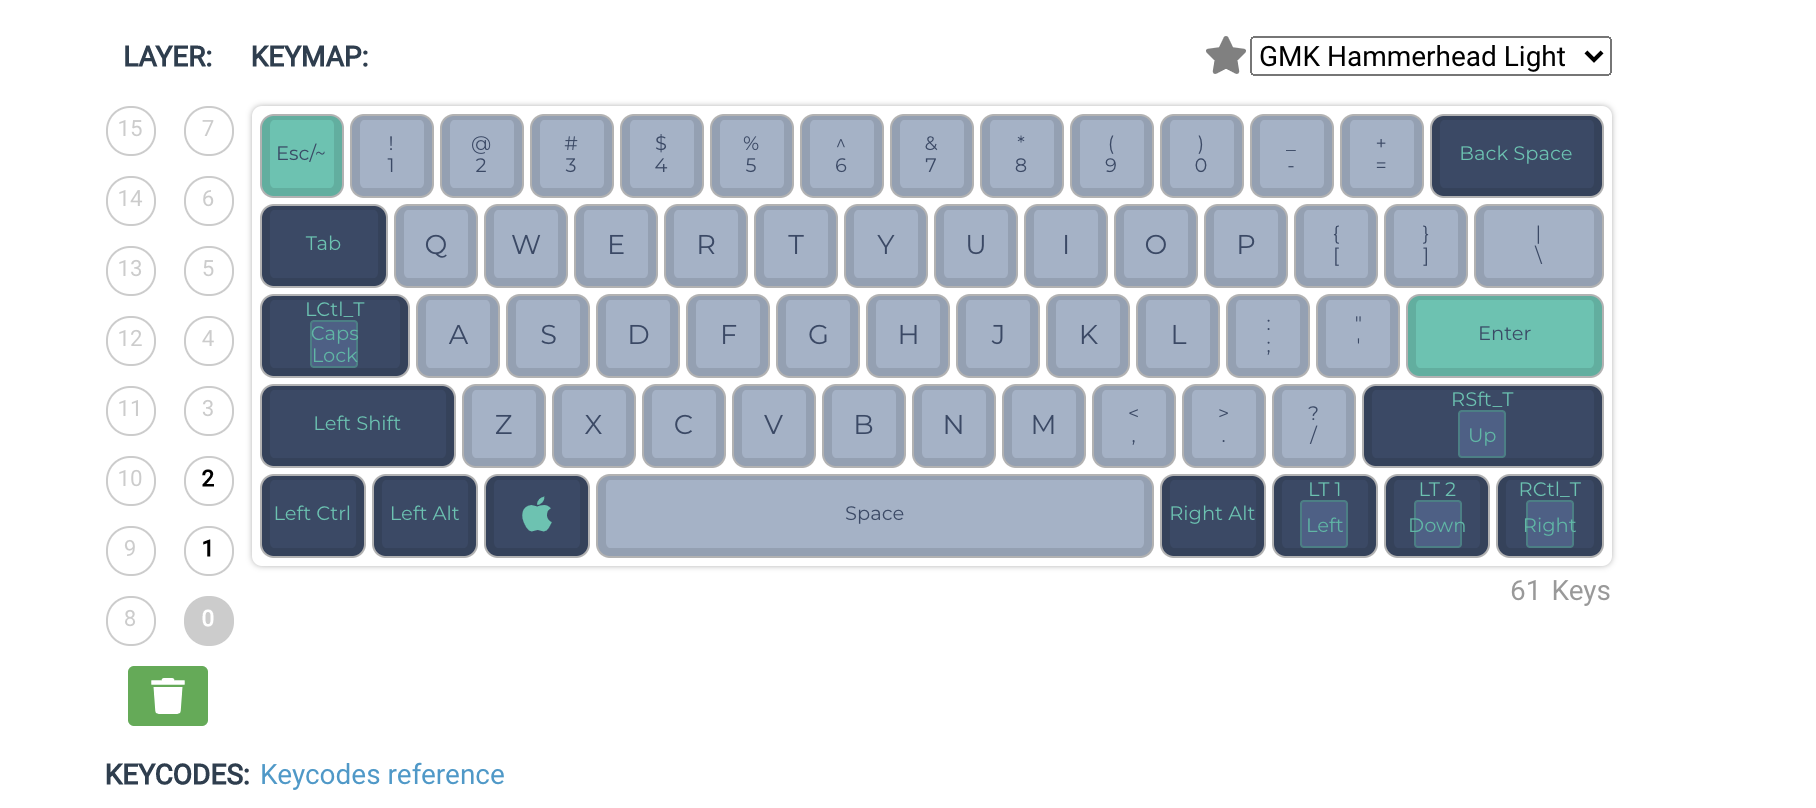 LAYER: KEYMAP: GMK Hammerhead Light
15 7
14 6
13 5
12 4
11 3
10 2
9 1
8 0
Esc/~ ! 1 @ 2 # 3 $ 4 % 5 ^ 6 & 7 * 8 ( 9 ) 0 _ - + = Back Space
Tab Q W E R T Y U I O P { [ } ] | \
LCtl_T Caps Lock A S D F G H J K L : ; " ' Enter
Left Shift Z X C V B N M < , > . ? / RSft_T Up
Left Ctrl Left Alt Space Right Alt LT 1 Left LT 2 Down RCtl_T Right
61 Keys
KEYCODES: Keycodes reference